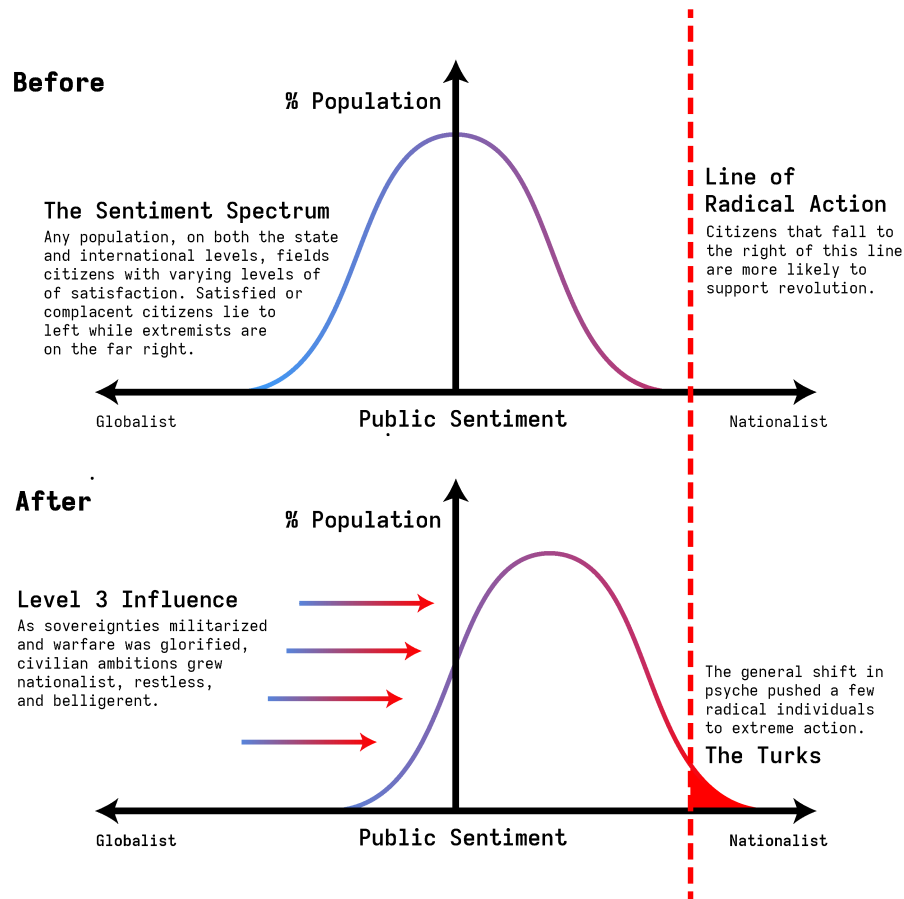 Before
% Population
The Sentiment Spectrum
Any population, on both the state
and international levels, fields
citizens with varying levels of
of satisfaction. Satisfied or
complacent citizens lie to
left while extremists are
on the far right.
Line of
Radical Action
Citizens that fall to
the right of this line
are more likely to
support revolution.
Globalist
Public Sentiment
Nationalist
After
% Population
Level 3 Influence
As sovereignties militarized
and warfare was glorified,
civilian ambitions grew
nationalist, restless,
and belligerent.
The general shift in
psyche pushed a few
radical individuals
to extreme action.
The Turks
Globalist
Public Sentiment
Nationalist